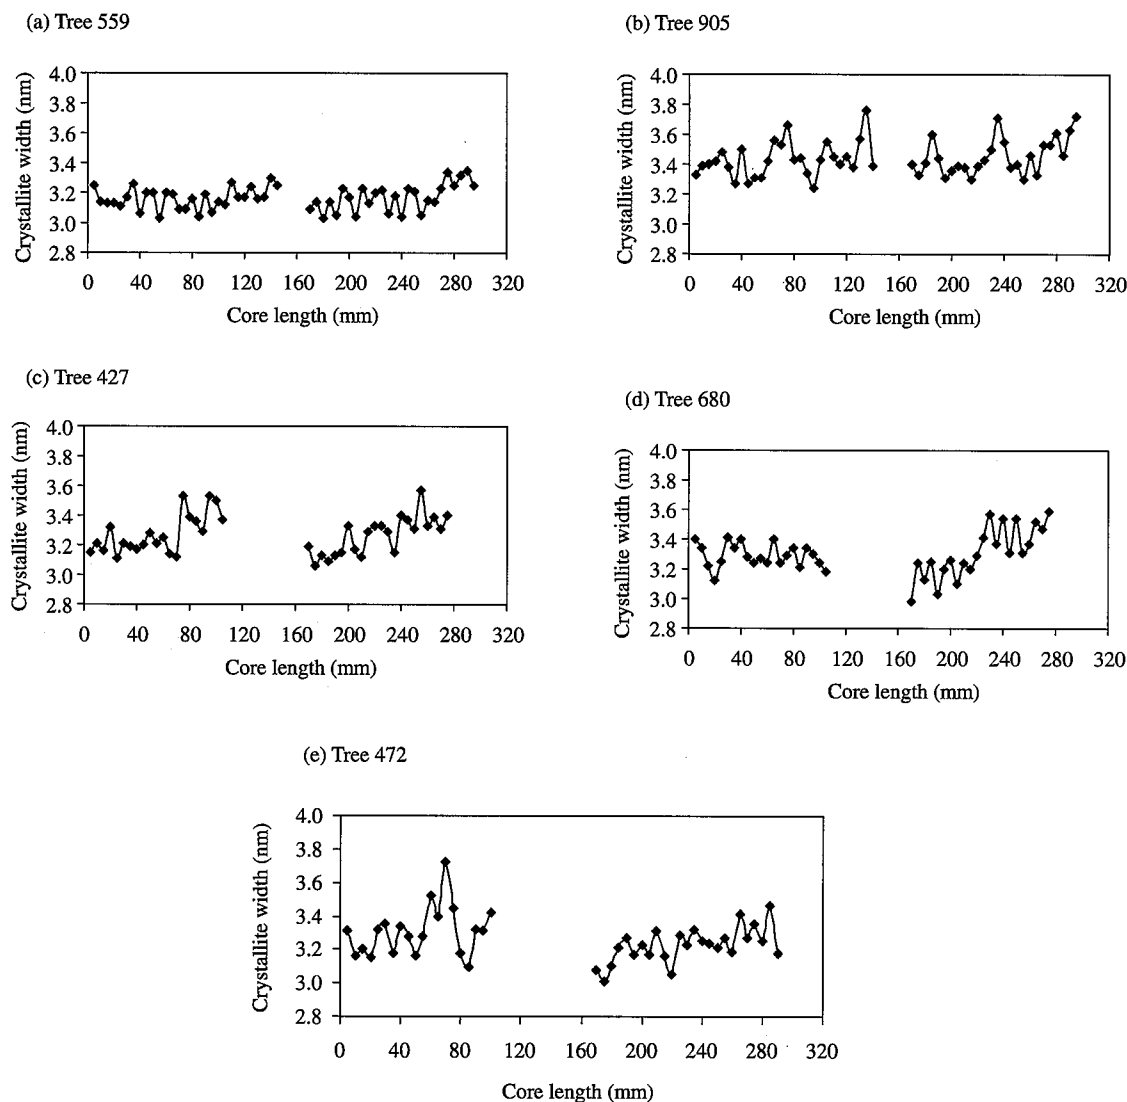 (a) Tree 559
Crystallite width (nm)
4.0
3.8
3.6
3.4
3.2
3.0
2.8
0 40 80 120 160 200 240 280 320
Core length (mm)
(b) Tree 905
Crystallite width (nm)
4.0
3.8
3.6
3.4
3.2
3.0
2.8
0 40 80 120 160 200 240 280 320
Core length (mm)
(c) Tree 427
Crystallite width (nm)
4.0
3.8
3.6
3.4
3.2
3.0
2.8
0 40 80 120 160 200 240 280 320
Core length (mm)
(d) Tree 680
Crystallite width (nm)
4.0
3.8
3.6
3.4
3.2
3.0
2.8
0 40 80 120 160 200 240 280 320
Core length (mm)
(e) Tree 472
Crystallite width (nm)
4.0
3.8
3.6
3.4
3.2
3.0
2.8
0 40 80 120 160 200 240 280 320
Core length (mm)